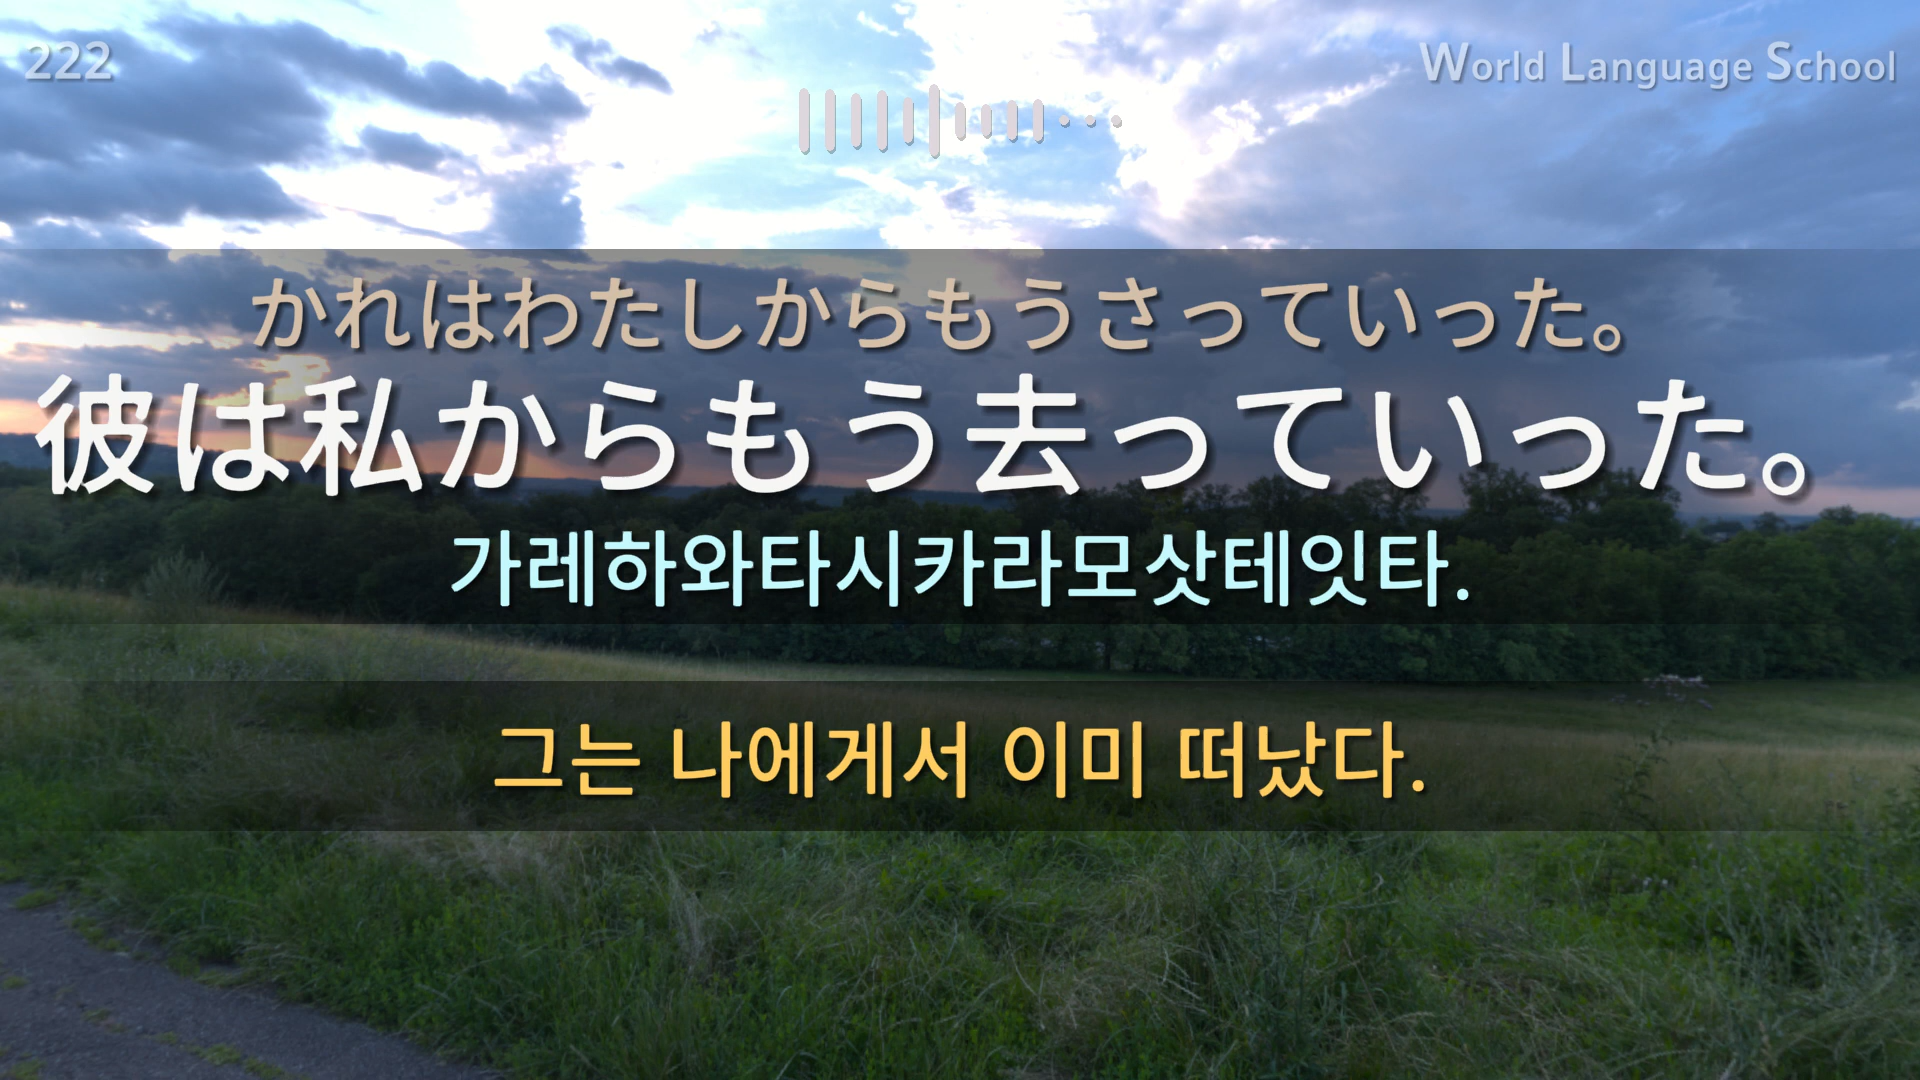 222
World Language School
かれはわたしからもうさっていった。
彼は私からもう去っていった。
가레하와타시카라모삿테잇타.
그는 나에게서 이미 떠났다.